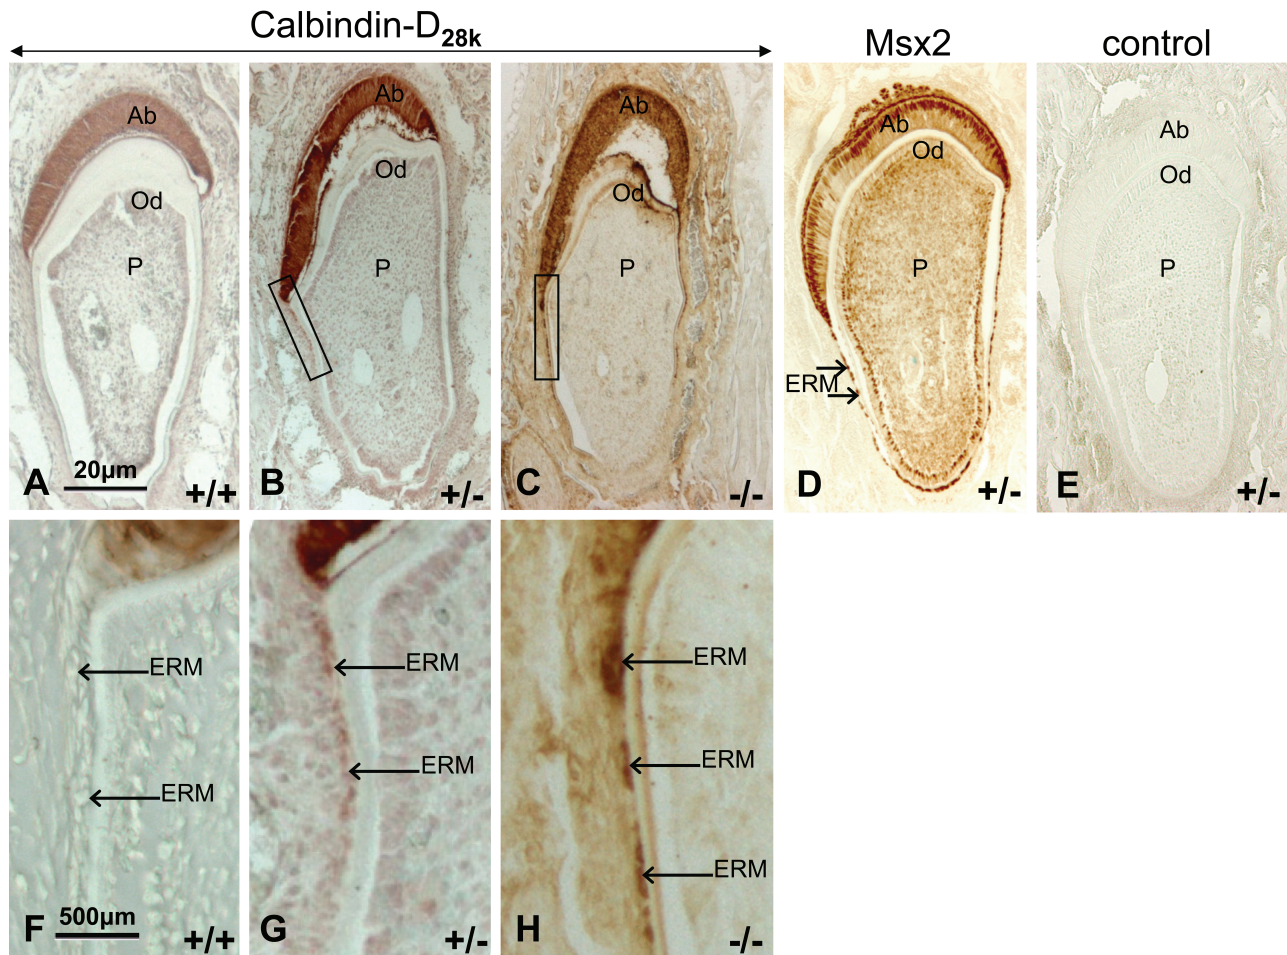 Calbindin-D28k
Msx2
control
Ab
Od
P
A
20µm
+/+
Ab
Od
P
B
+/-
Ab
Od
P
C
-/-
Ab
Od
P
ERM
D
+/-
Ab
Od
P
E
+/-
ERM
ERM
F
500µm
+/+
ERM
ERM
G
+/-
ERM
ERM
ERM
H
-/-